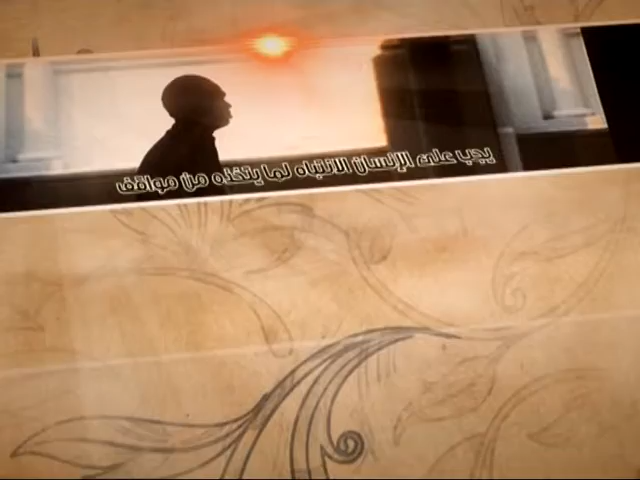 يجب على الإنسان الانتباه لما يتخذه من مواقف